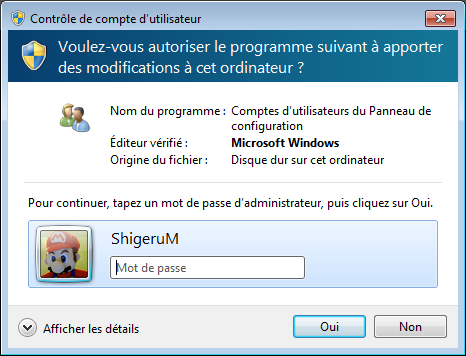 Contrôle de compte d'utilisateur
Voulez-vous autoriser le programme suivant à apporter
des modifications à cet ordinateur ?
Nom du programme : Comptes d'utilisateurs du Panneau de
configuration
Éditeur vérifié : Microsoft Windows
Origine du fichier : Disque dur sur cet ordinateur
Pour continuer, tapez un mot de passe d'administrateur, puis cliquez sur Oui.
ShigeruM
Mot de passe
Afficher les détails Oui Non